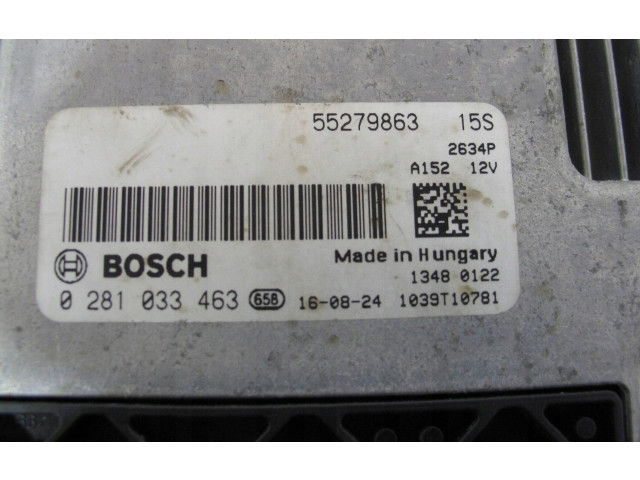 55279863 15S
2634P
A152 12V
BOSCH
Made in Hungary
1348 0122
0 281 033 463 658 16-08-24 1039T10781